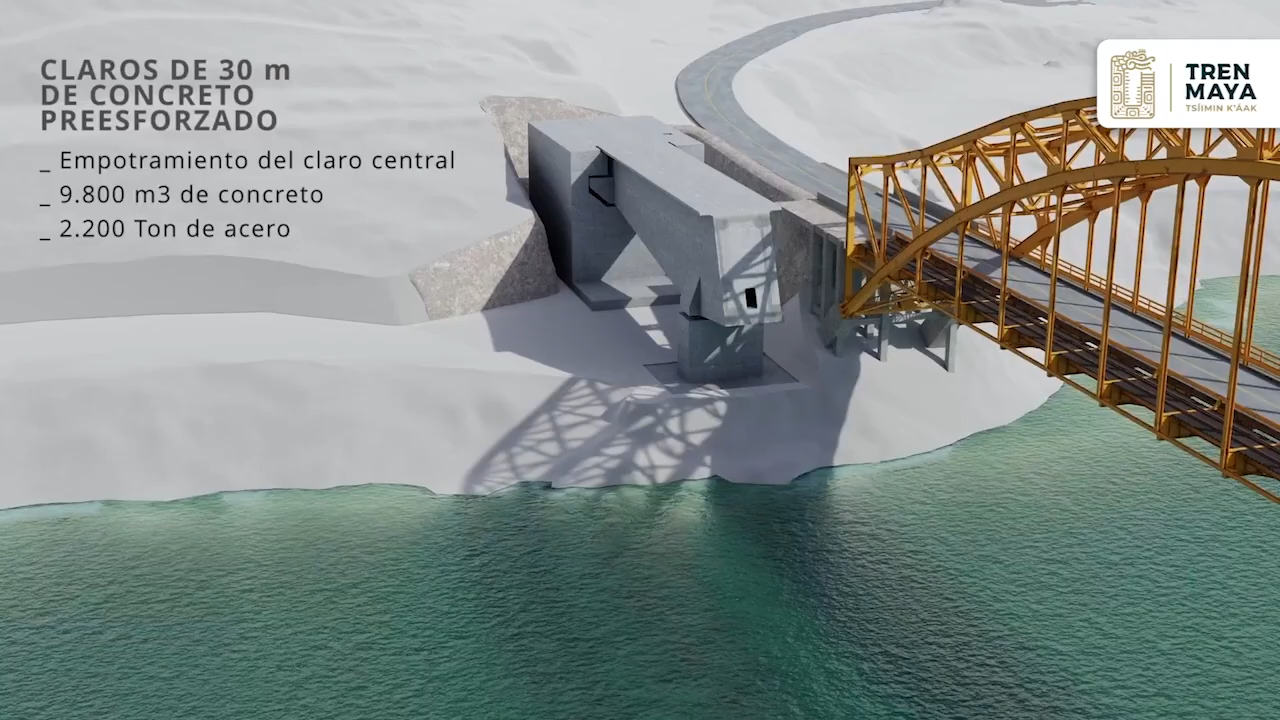 CLAROS DE 30 m
DE CONCRETO
PREESFORZADO
_ Empotramiento del claro central
_ 9.800 m3 de concreto
_ 2.200 Ton de acero
TREN
MAYA
TSÍIMIN K'ÁAK